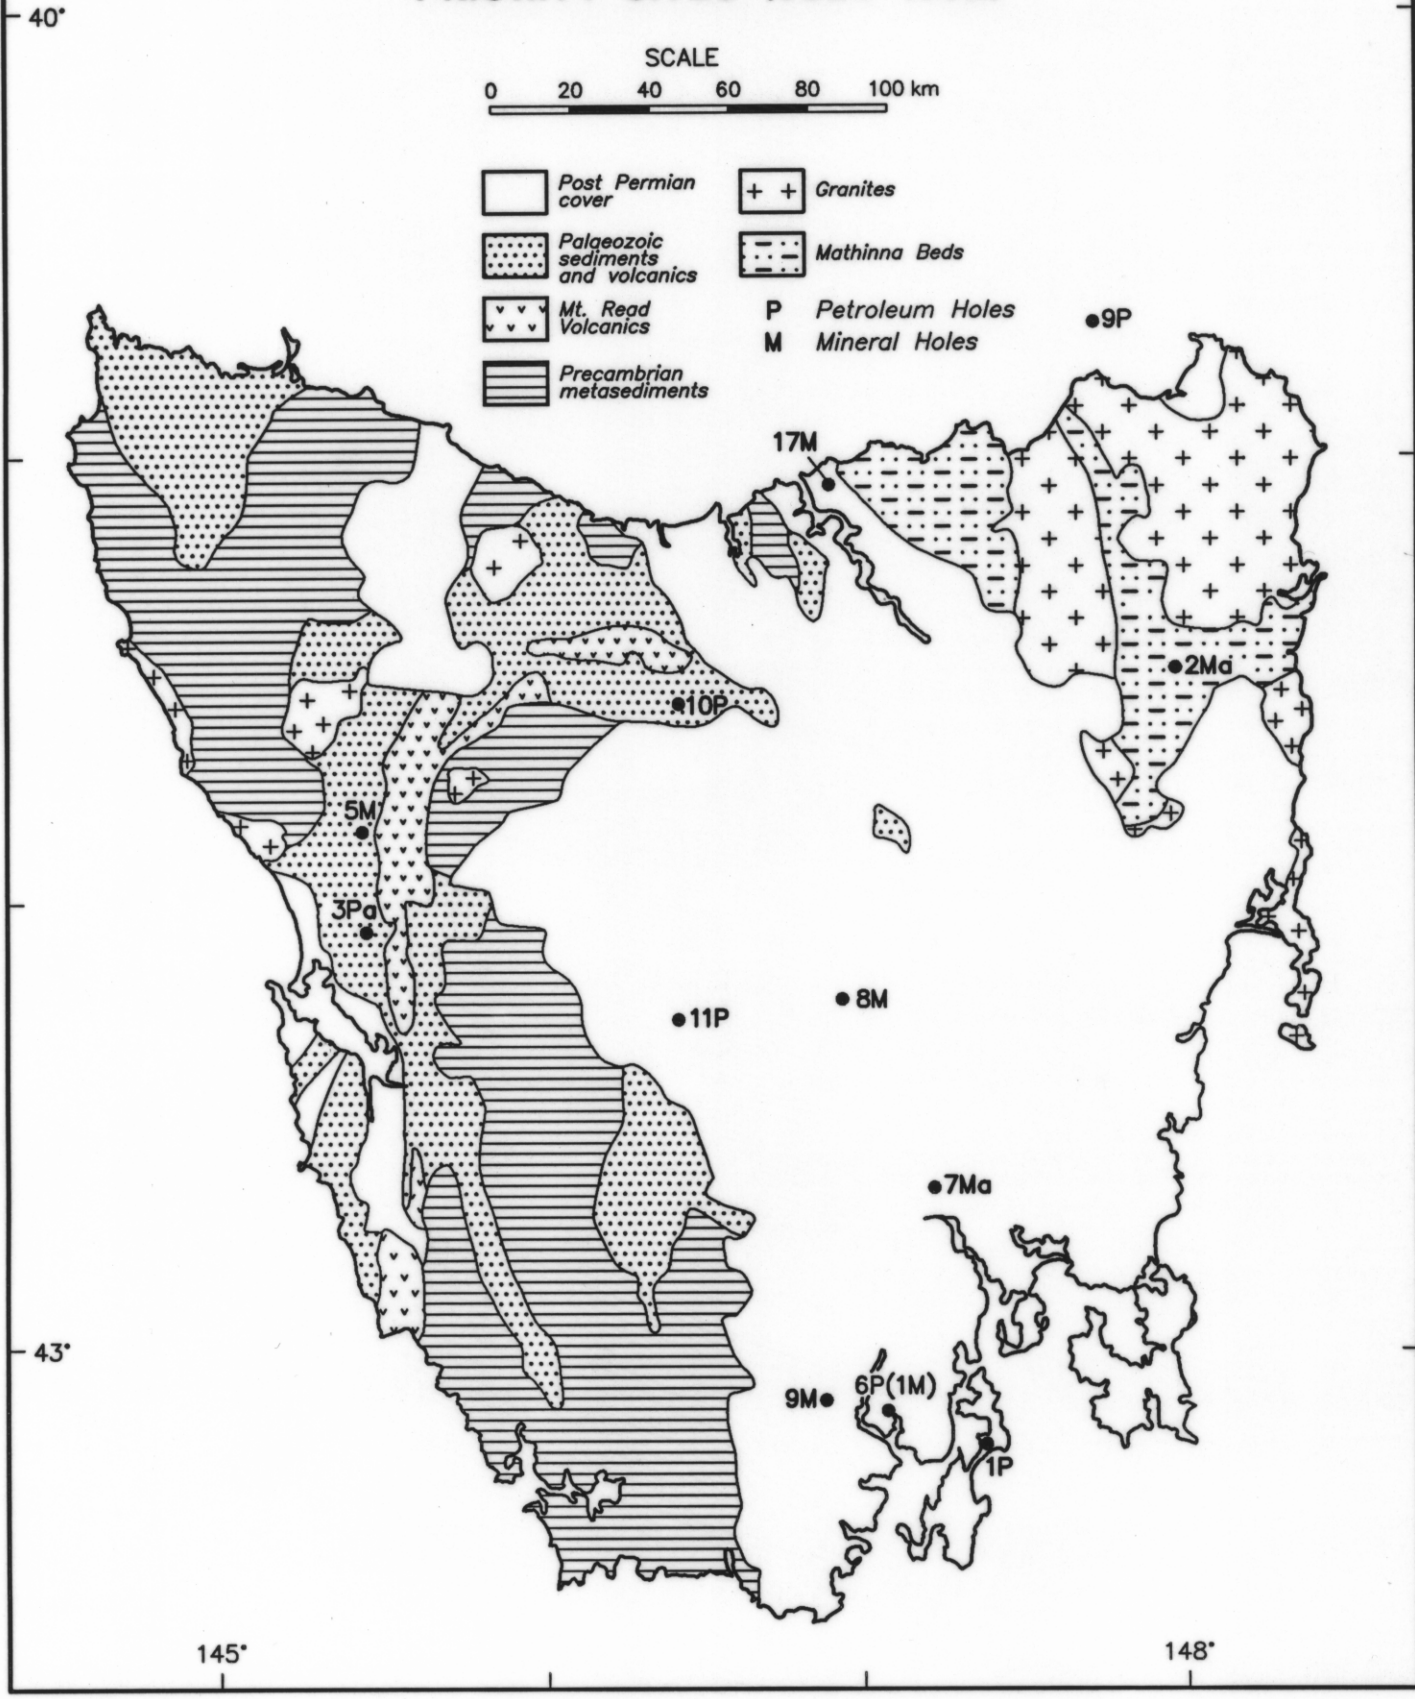 40°
SCALE
0 20 40 60 80 100 km
Post Permian
cover
Granites
Palaeozoic
sediments
and volcanics
Mathinna Beds
Mt. Read
Volcanics
P Petroleum Holes
M Mineral Holes
Precambrian
metasediments
9P
17M
2Ma
10P
5M
3Pa
8M
11P
7Ma
43°
6P(1M)
9M
1P
145°
148°